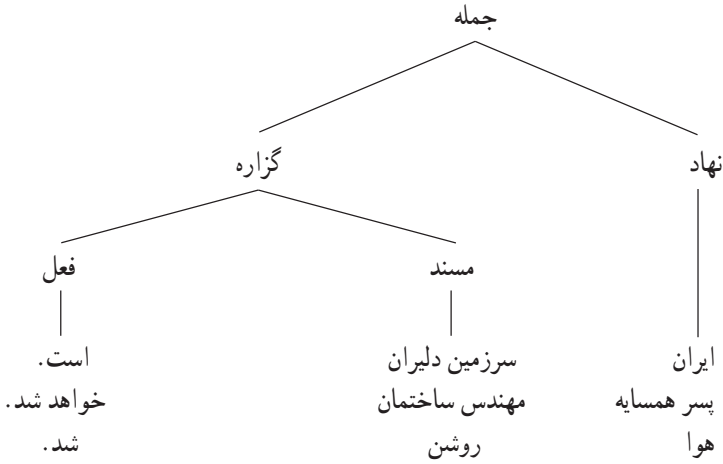 جمله
نهاد گزاره
مسند فعل
ایران سرزمین دلیران است.
پسر همسایه مهندس ساختمان خواهد شد.
هوا روشن شد.